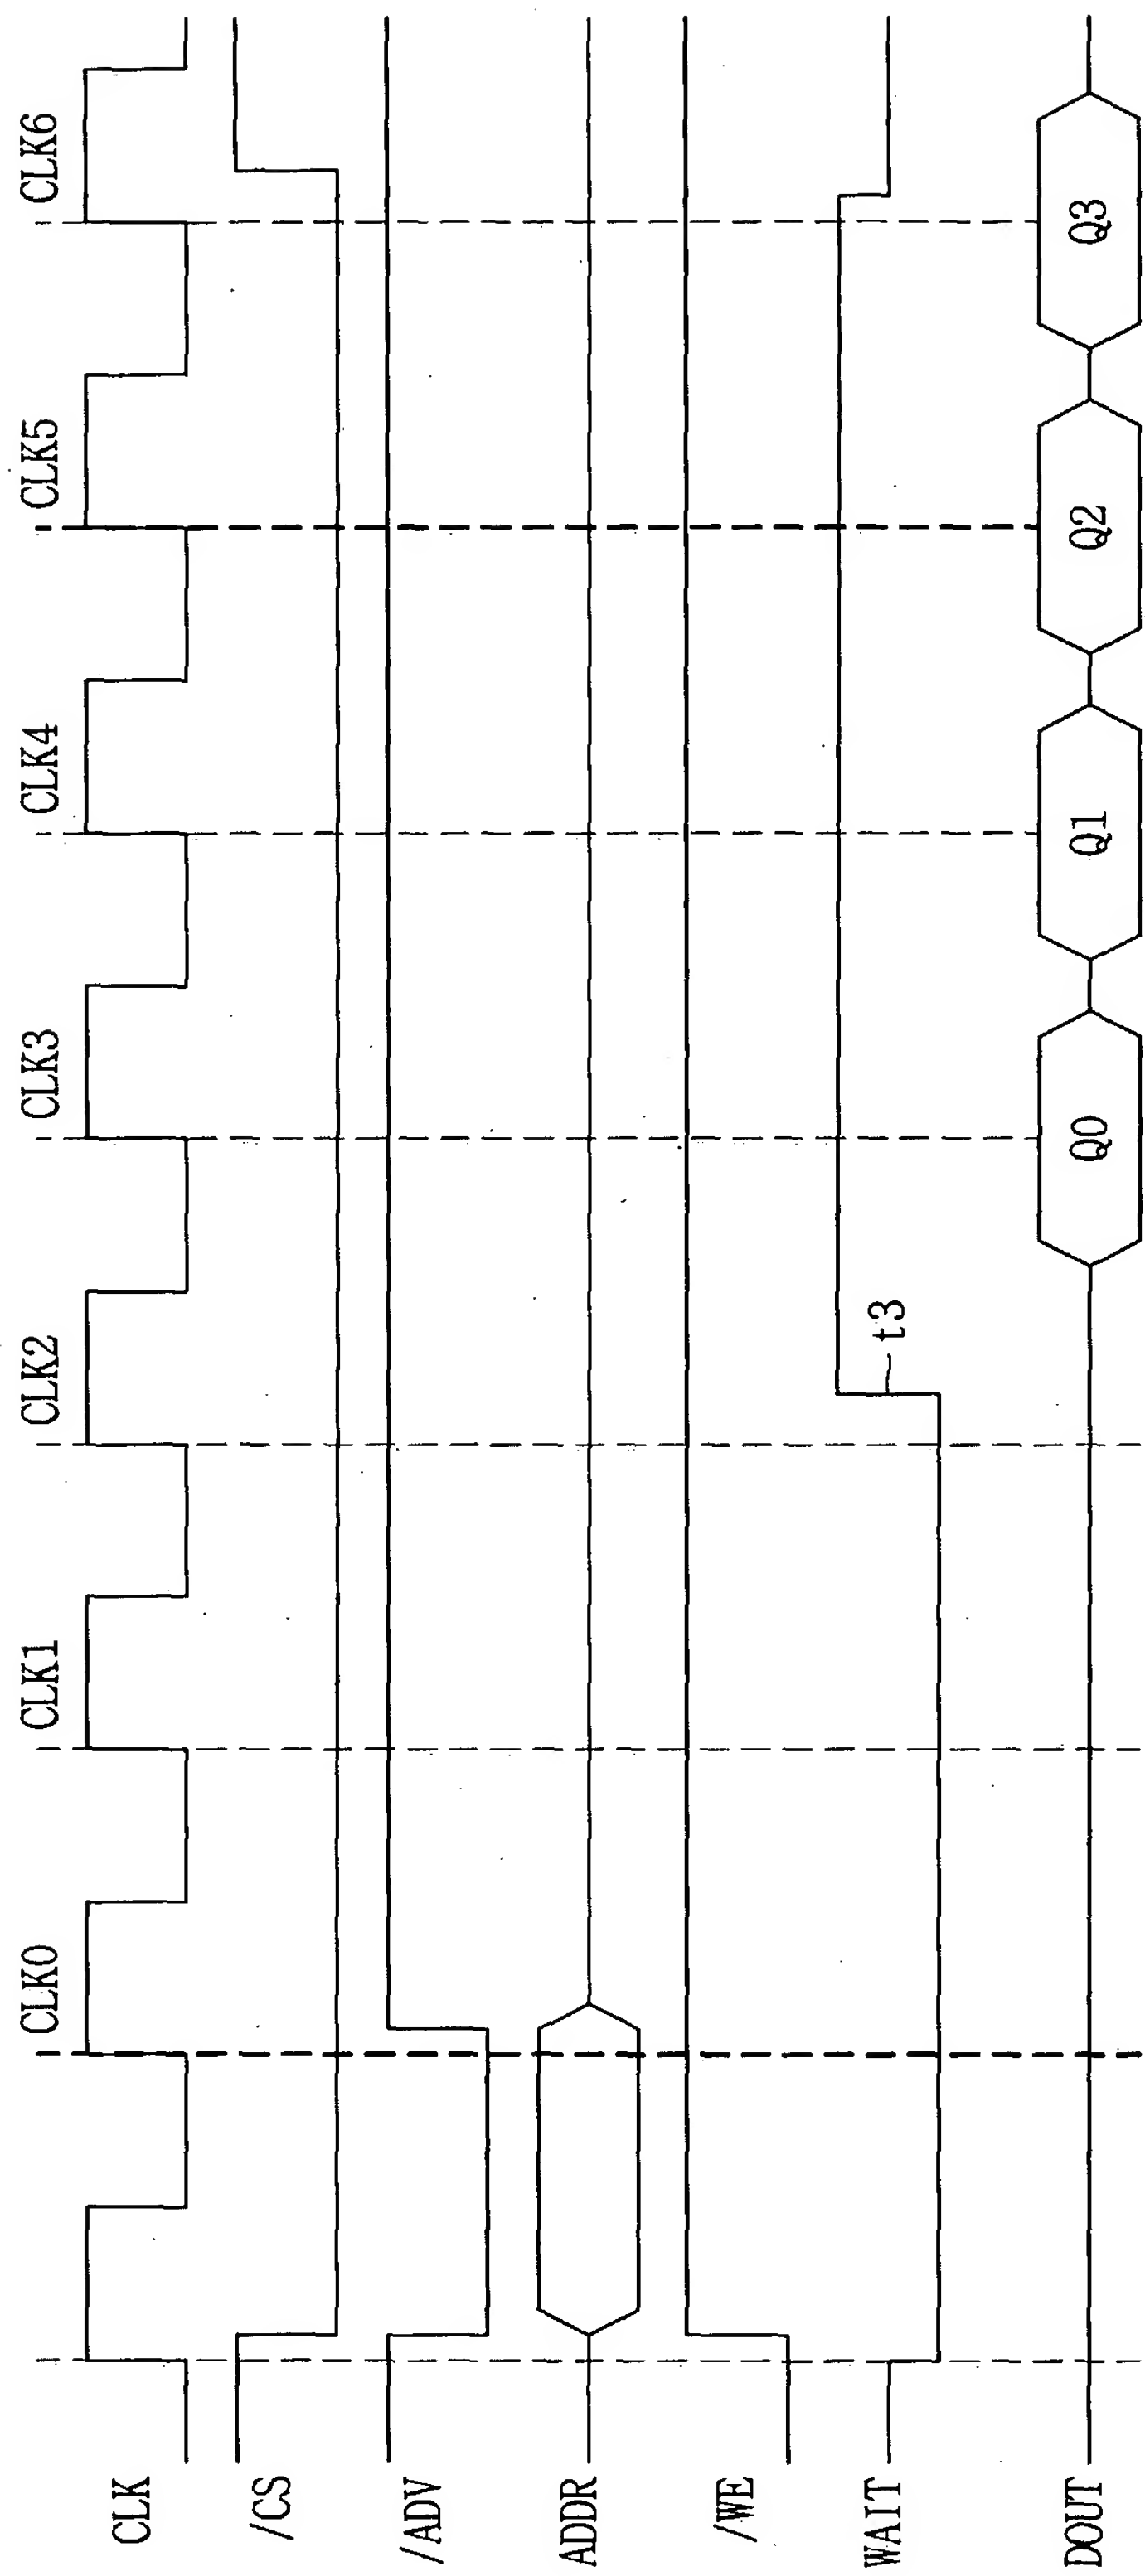 CLK0 CLK1 CLK2 CLK3 CLK4 CLK5 CLK6
CLK
/CS
/ADV
ADDR
/WE
WAIT
t3
DOUT
Q0 Q1 Q2 Q3